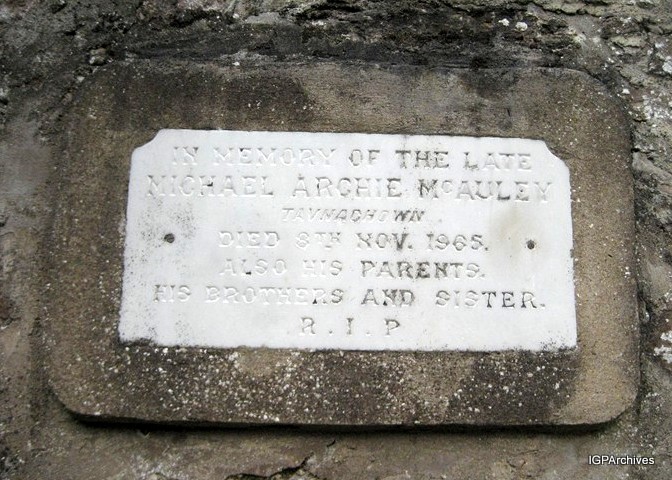 IN MEMORY OF THE LATE
MICHAEL ARCHIE McAULEY
TAVNAGHOWN
DIED 8TH NOV. 1965.
ALSO HIS PARENTS.
HIS BROTHERS AND SISTER.
R.I.P
IGPArchives